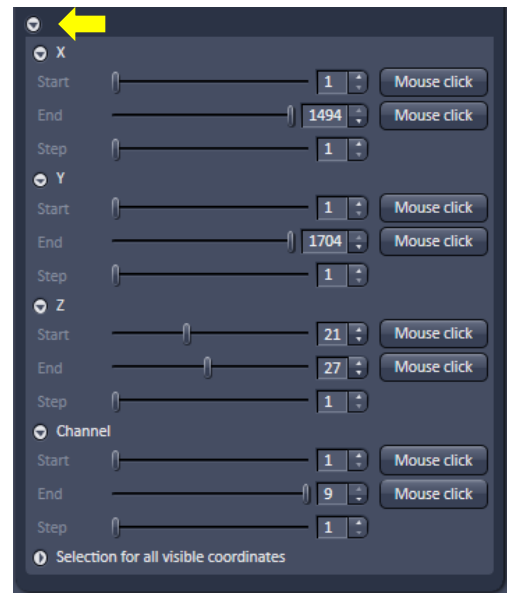 X
Start 1 Mouse click
End 1494 Mouse click
Step 1
Y
Start 1 Mouse click
End 1704 Mouse click
Step 1
Z
Start 21 Mouse click
End 27 Mouse click
Step 1
Channel
Start 1 Mouse click
End 9 Mouse click
Step 1
Selection for all visible coordinates